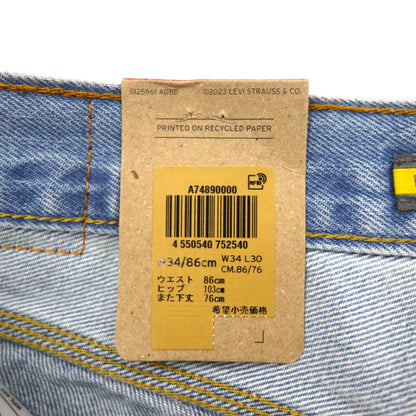 S125961 ADBD ©2023 LEVI STRAUSS & CO.
PRINTED ON RECYCLED PAPER
RFID
A74890000
4 550540 752540
W34/86cm W34 L30
CM.86/76
ウエスト 86cm
ヒップ 103cm
また下丈 76cm
希望小売価格